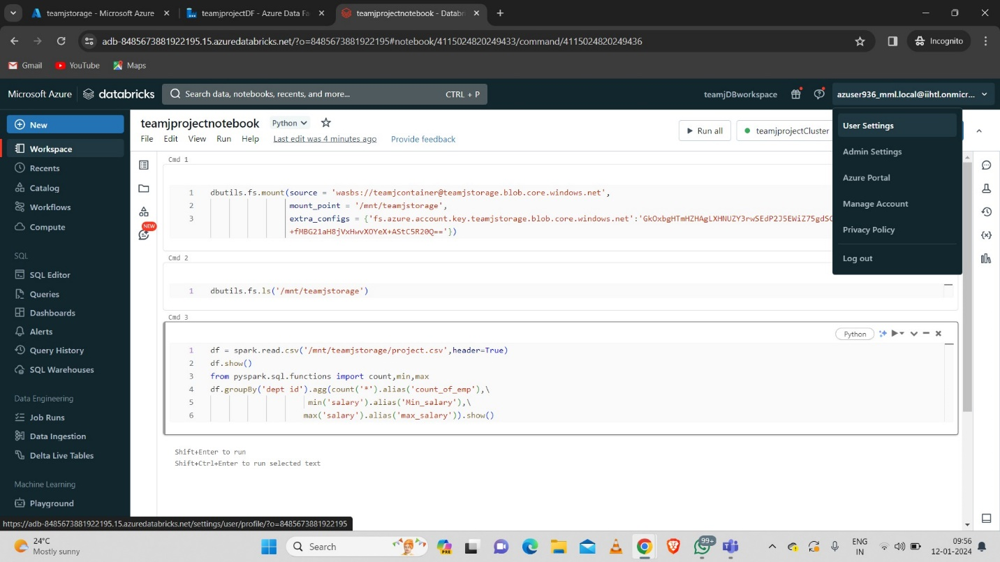 teamjstorage - Microsoft Azure
teamjprojectDF - Azure Data Fa
teamjprojectnotebook - Databri
adb-8485673881922195.15.azuredatabricks.net/?o=8485673881922195#notebook/4115024820249433/command/4115024820249436
Incognito
Gmail YouTube Maps
Microsoft Azure databricks
Search data, notebooks, recents, and more... CTRL + P
teamjDBworkspace
azuser936_mml.local@iihtl.onmicr...
User Settings
Admin Settings
Azure Portal
Manage Account
Privacy Policy
Log out
New
Workspace
Recents
Catalog
Workflows
Compute
SQL
SQL Editor
Queries
Dashboards
Alerts
Query History
SQL Warehouses
Data Engineering
Job Runs
Data Ingestion
Delta Live Tables
Machine Learning
Playground
teamjprojectnotebook Python
File Edit View Run Help Last edit was 4 minutes ago Provide feedback
Run all teamjprojectCluster
NEW
Cmd 1
1 dbutils.fs.mount(source = 'wasbs://teamjcontainer@teamjstorage.blob.core.windows.net',
2 mount_point = '/mnt/teamjstorage',
3 extra_configs = {'fs.azure.account.key.teamjstorage.blob.core.windows.net':'GkOxbgHTmHZHAgLXHNUZY3rwSEdP2J5EWiZ75gdSC
+fMBG21aH8jVxHwvXOYeX+AStC5R20Q=='})
Cmd 2
1 dbutils.fs.ls('/mnt/teamjstorage')
Cmd 3
Python
1 df = spark.read.csv('/mnt/teamjstorage/project.csv',header=True)
2 df.show()
3 from pyspark.sql.functions import count,min,max
4 df.groupBy('dept id').agg(count('*').alias('count_of_emp'),\
5 min('salary').alias('Min_salary'),\
6 max('salary').alias('max_salary')).show()
Shift+Enter to run
Shift+Ctrl+Enter to run selected text
https://adb-8485673881922195.15.azuredatabricks.net/settings/user/profile/?o=8485673881922195
24°C
Mostly sunny
Search
PRE
99+
ENG
IN
09:56
12-01-2024